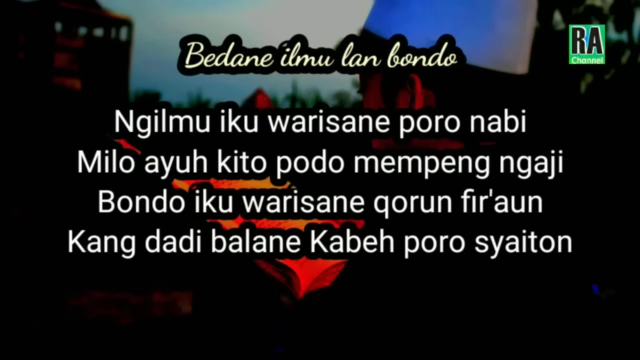 Bedane ilmu lan bondo
RA
Channel
Ngilmu iku warisane poro nabi
Milo ayuh kito podo mempeng ngaji
Bondo iku warisane qorun fir'aun
Kang dadi balane Kabeh poro syaiton